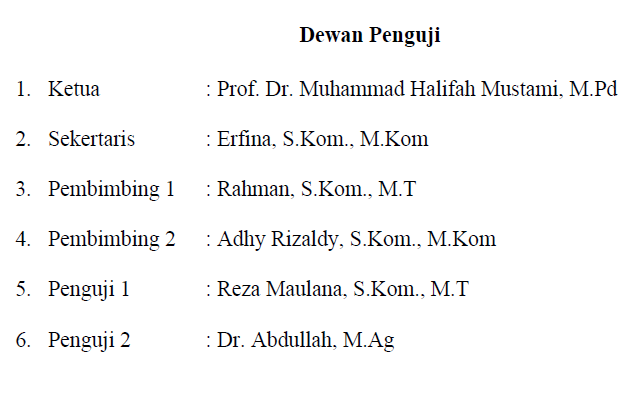 Dewan Penguji
1. Ketua : Prof. Dr. Muhammad Halifah Mustami, M.Pd
2. Sekertaris : Erfina, S.Kom., M.Kom
3. Pembimbing 1 : Rahman, S.Kom., M.T
4. Pembimbing 2 : Adhy Rizaldy, S.Kom., M.Kom
5. Penguji 1 : Reza Maulana, S.Kom., M.T
6. Penguji 2 : Dr. Abdullah, M.Ag